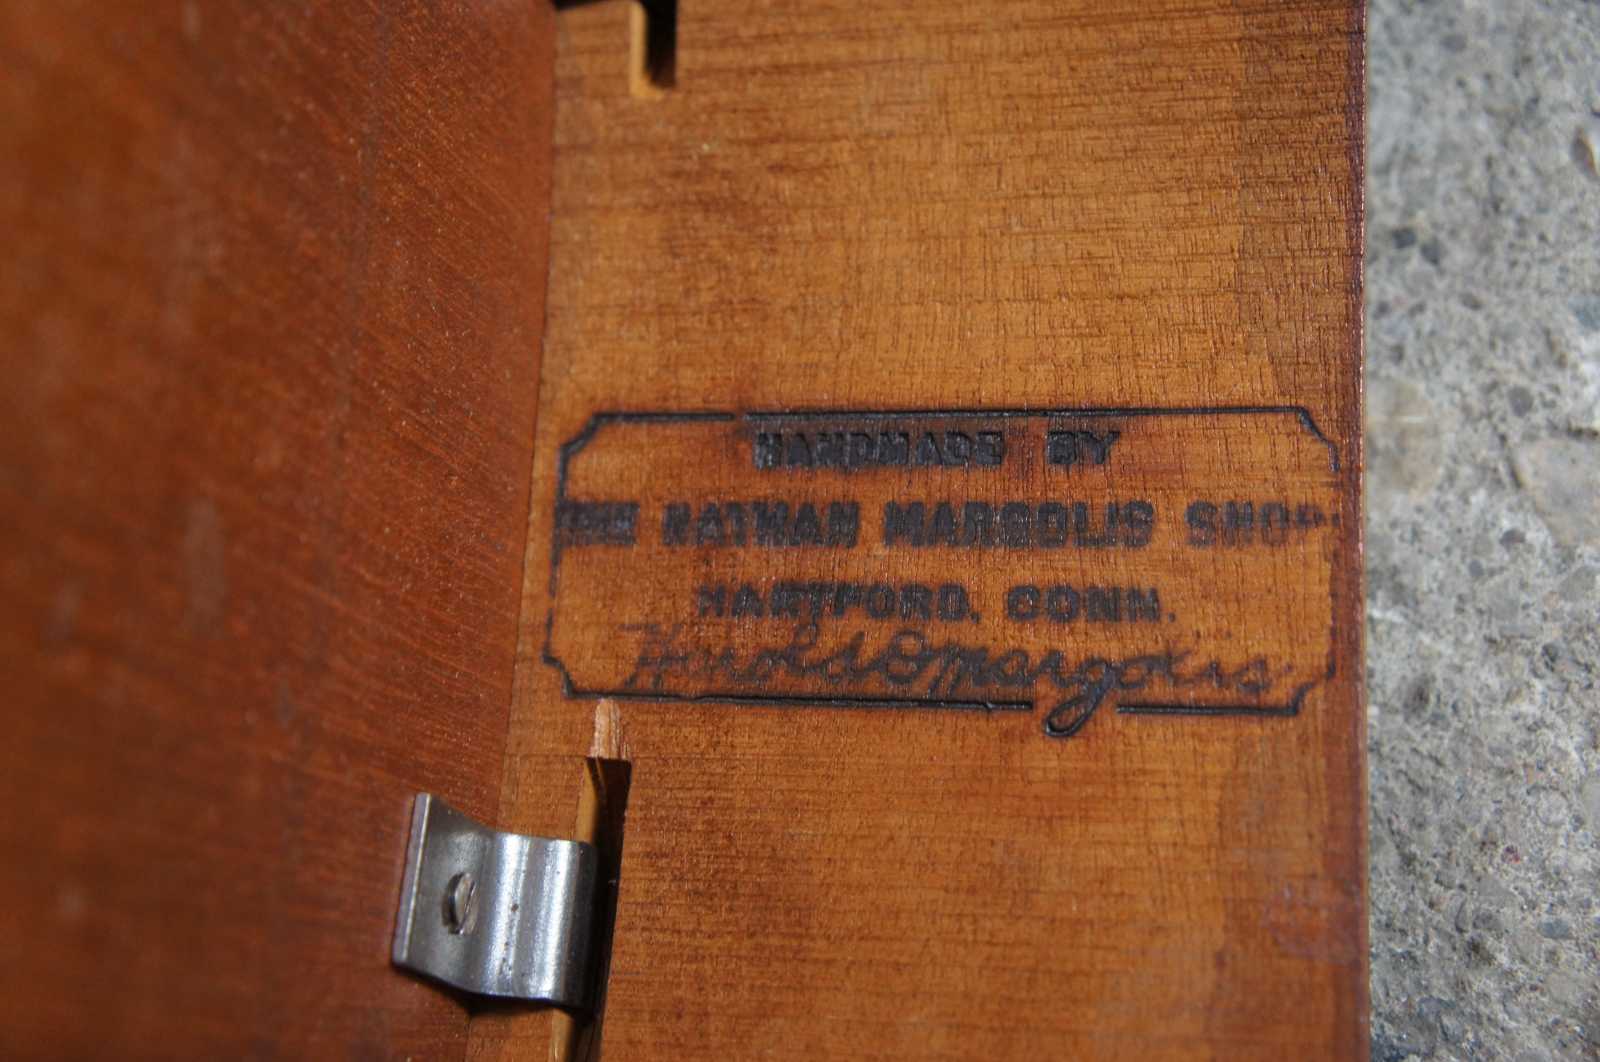 HANDMADE BY
THE NATHAN MARGOLIS SHOP
HARTFORD, CONN.
Harold D Margolis